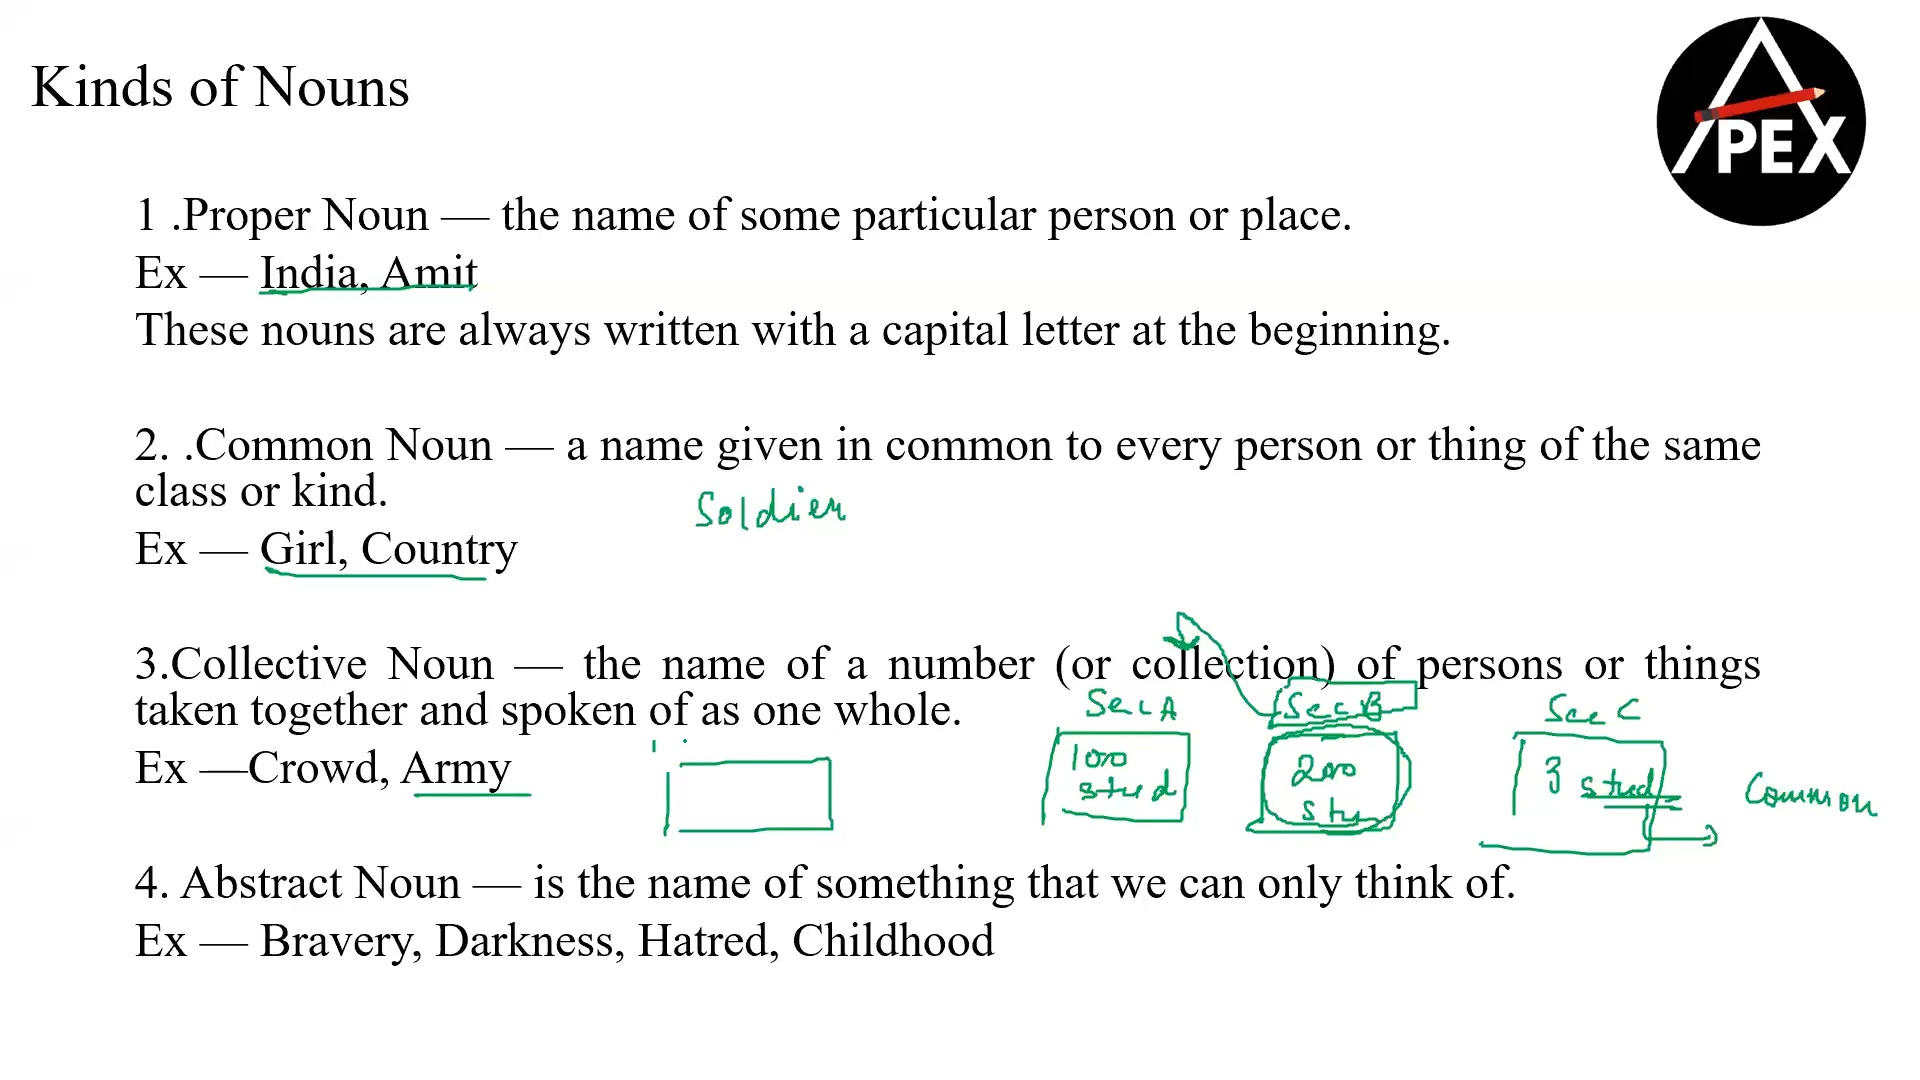 Kinds of Nouns
APEX
1 .Proper Noun — the name of some particular person or place.
Ex — India, Amit
These nouns are always written with a capital letter at the beginning.
2. .Common Noun — a name given in common to every person or thing of the same
class or kind.
Soldier
Ex — Girl, Country
3.Collective Noun — the name of a number (or collection) of persons or things
taken together and spoken of as one whole.
Sec A Sec B Sec C
Ex —Crowd, Army
100 200 3 stud Common
stud stu
4. Abstract Noun — is the name of something that we can only think of.
Ex — Bravery, Darkness, Hatred, Childhood